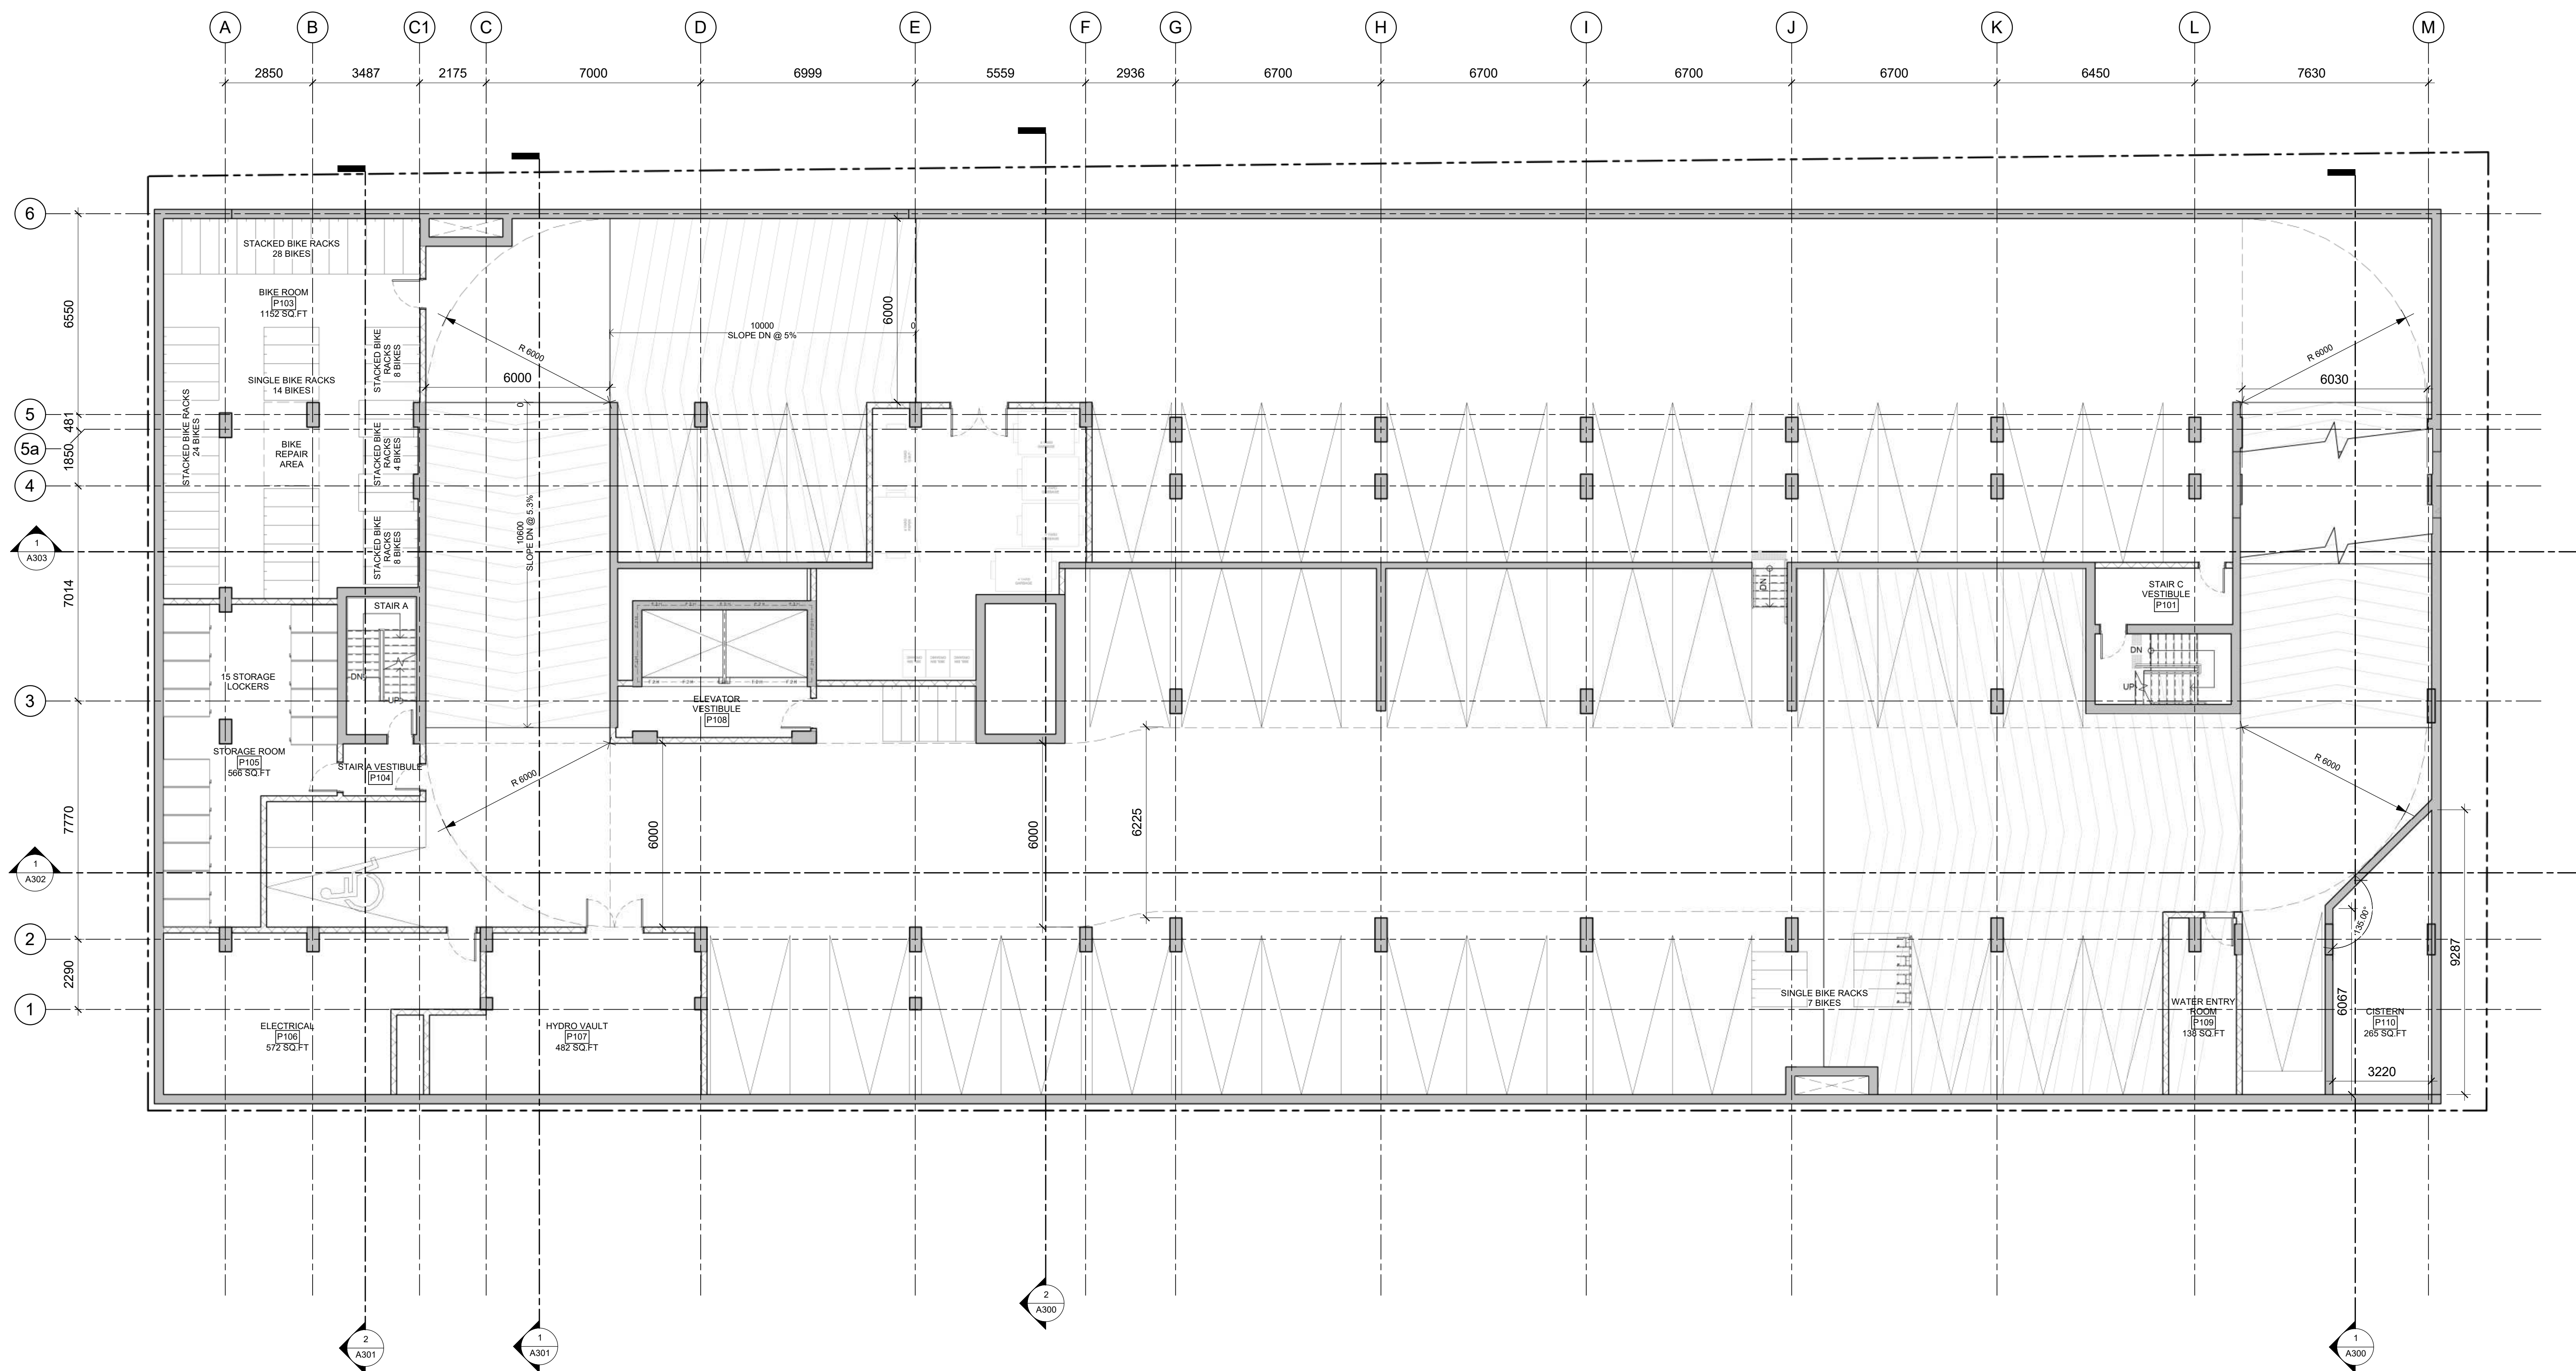 A
B
C1
C
D
E
F
G
H
I
J
K
L
M
2850
3487
2175
7000
6999
5559
2936
6700
6700
6700
6700
6450
7630
6
5
5a
4
3
2
1
6550
481
1850
7014
7770
2290
1
A303
1
A302
STACKED BIKE RACKS
28 BIKES
BIKE ROOM
P103
1152 SQ.FT
STACKED BIKE
RACKS
8 BIKES
SINGLE BIKE RACKS
14 BIKES
STACKED BIKE RACKS
24 BIKES
BIKE
REPAIR
AREA
STACKED BIKE
RACKS
4 BIKES
STACKED BIKE
RACKS
8 BIKES
R 6000
6000
10000
SLOPE DN @ 5%
0
6000
0
10600
SLOPE DN @ 5.3%
R 6000
6030
STAIR A
DN
UP
15 STORAGE
LOCKERS
STORAGE ROOM
P105
566 SQ.FT
STAIR A VESTIBULE
P104
ELEVATOR
VESTIBULE
P108
R 6000
6000
6000
6225
DN
STAIR C
VESTIBULE
P101
DN
UP
R 6000
135.00°
9287
6067
3220
ELECTRICAL
P106
572 SQ.FT
HYDRO VAULT
P107
482 SQ.FT
SINGLE BIKE RACKS
7 BIKES
WATER ENTRY
ROOM
P109
138 SQ.FT
CISTERN
P110
265 SQ.FT
2
A301
1
A301
2
A300
1
A300